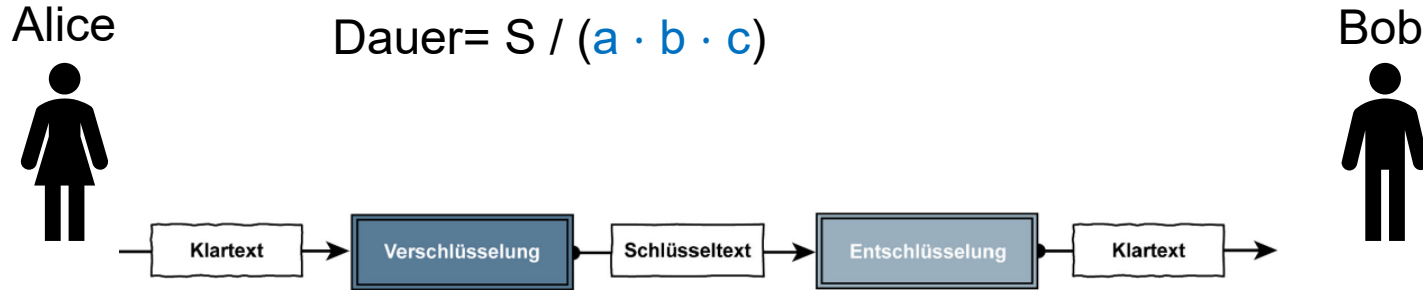 Alice
Dauer= S / (a · b · c)
Bob
Klartext
Verschlüsselung
Schlüsseltext
Entschlüsselung
Klartext